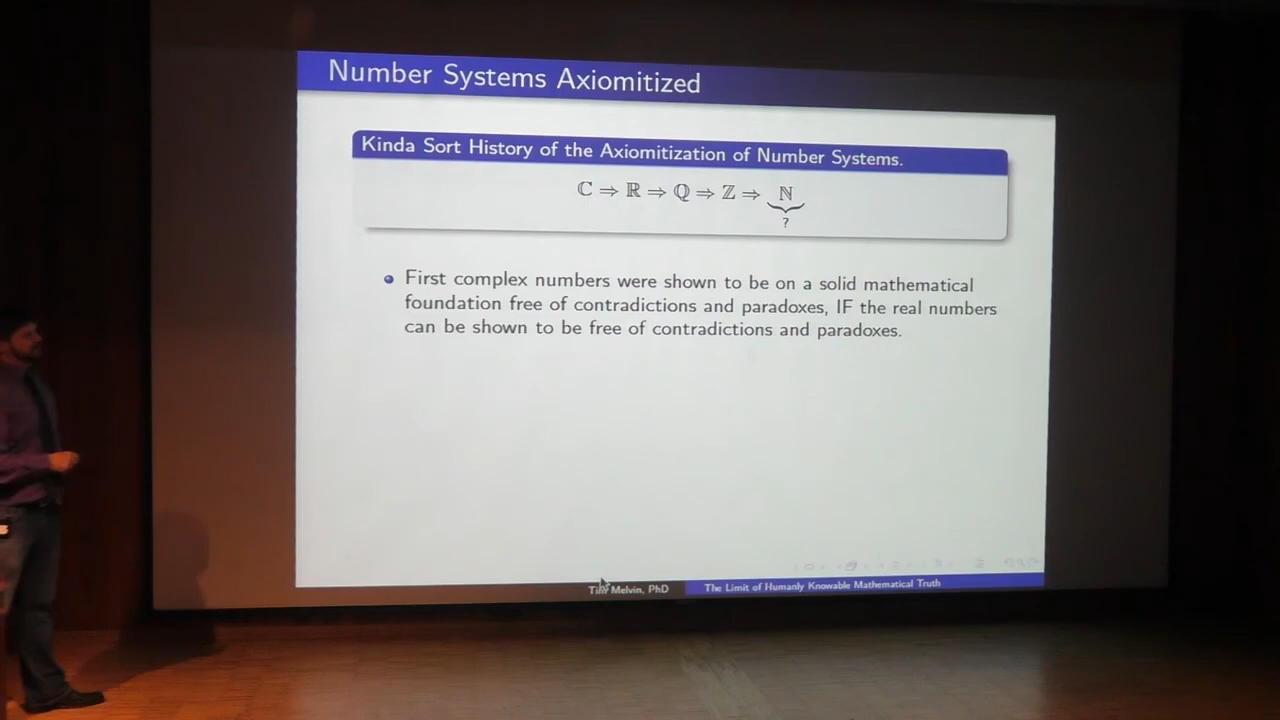 Number Systems Axiomitized
Kinda Sort History of the Axiomitization of Number Systems.
ℂ ⇒ ℝ ⇒ ℚ ⇒ ℤ ⇒ ℕ
?
First complex numbers were shown to be on a solid mathematical
foundation free of contradictions and paradoxes, IF the real numbers
can be shown to be free of contradictions and paradoxes.
Tim Melvin, PhD
The Limit of Humanly Knowable Mathematical Truth